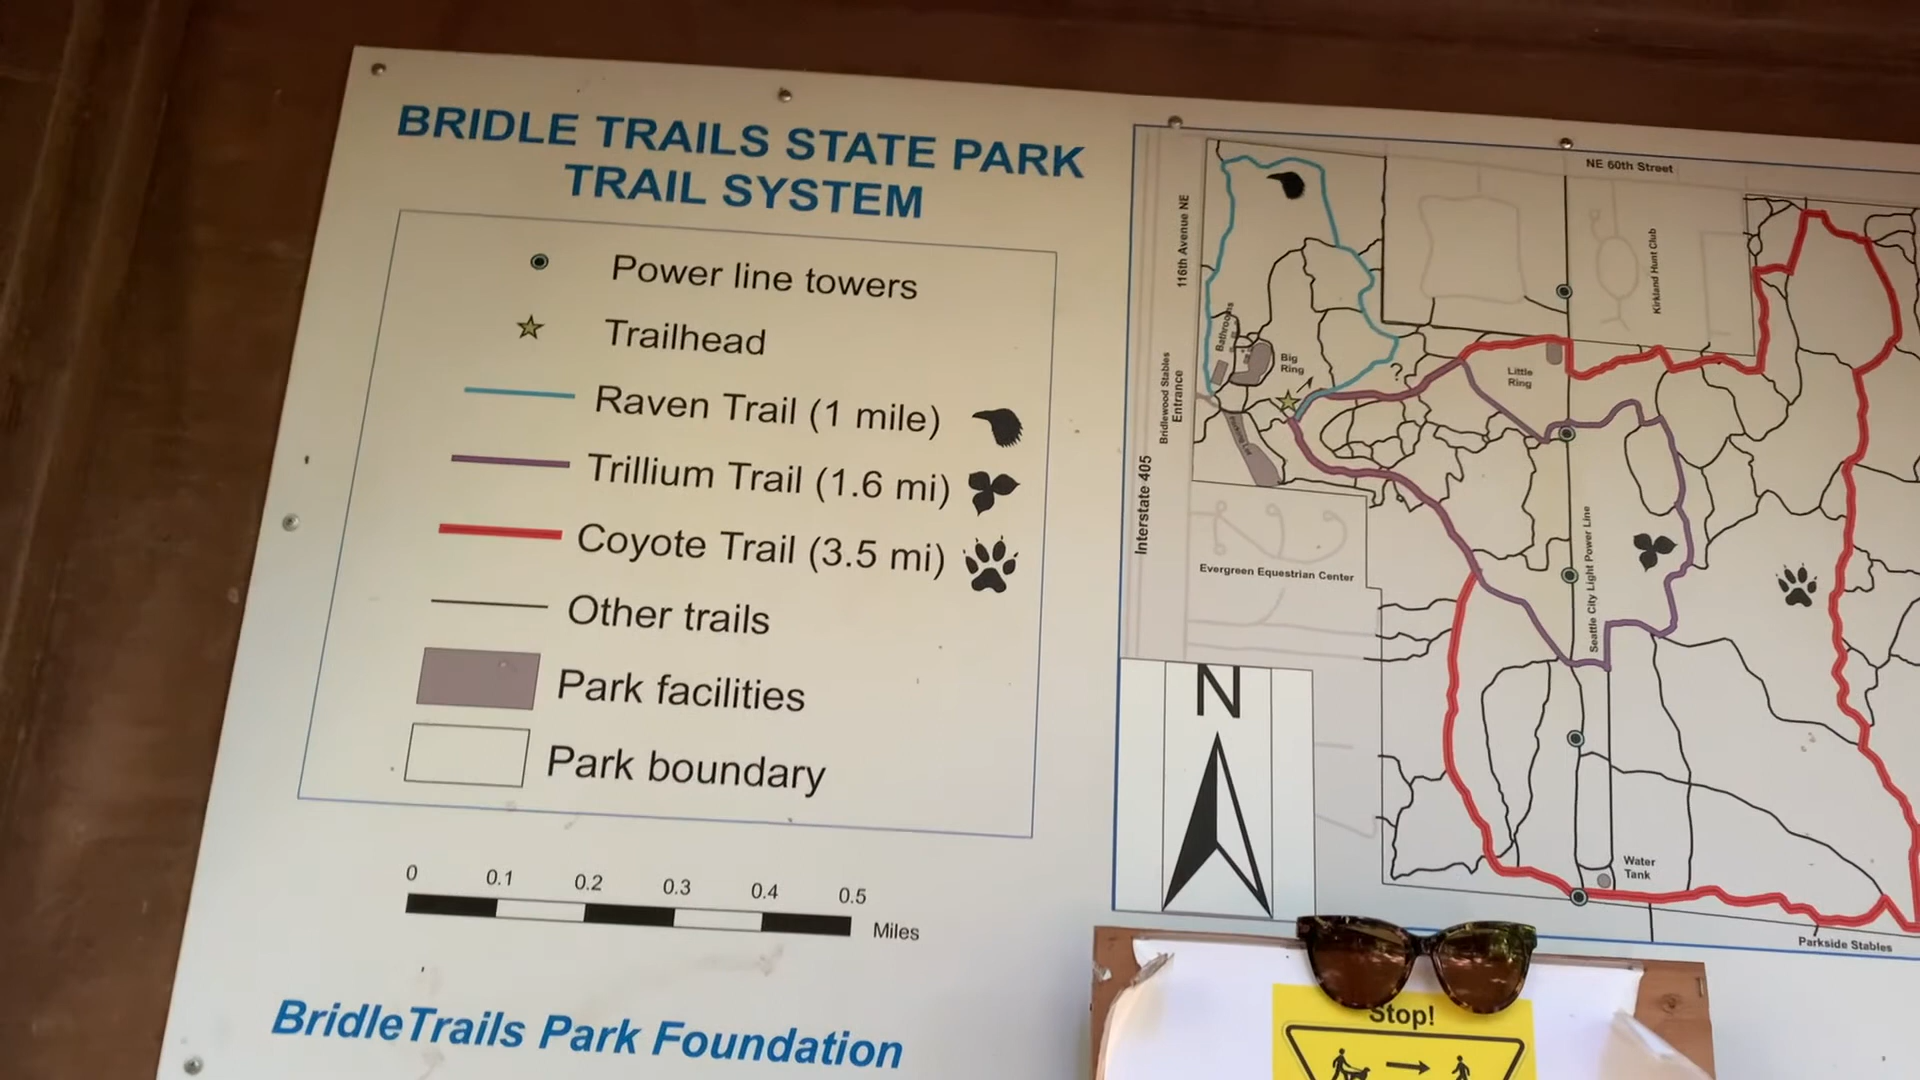 BRIDLE TRAILS STATE PARK
TRAIL SYSTEM
Power line towers
Trailhead
Raven Trail (1 mile)
Trillium Trail (1.6 mi)
Coyote Trail (3.5 mi)
Other trails
Park facilities
Park boundary
0 0.1 0.2 0.3 0.4 0.5
Miles
BridleTrails Park Foundation
NE 60th Street
116th Avenue NE
Kirkland Hunt Club
Bathrooms
Big
Ring
?
Little
Ring
Bridlewood Stables
Entrance
Parking Lot
Interstate 405
Evergreen Equestrian Center
Seattle City Light Power Line
N
Water
Tank
Parkside Stables
Stop!